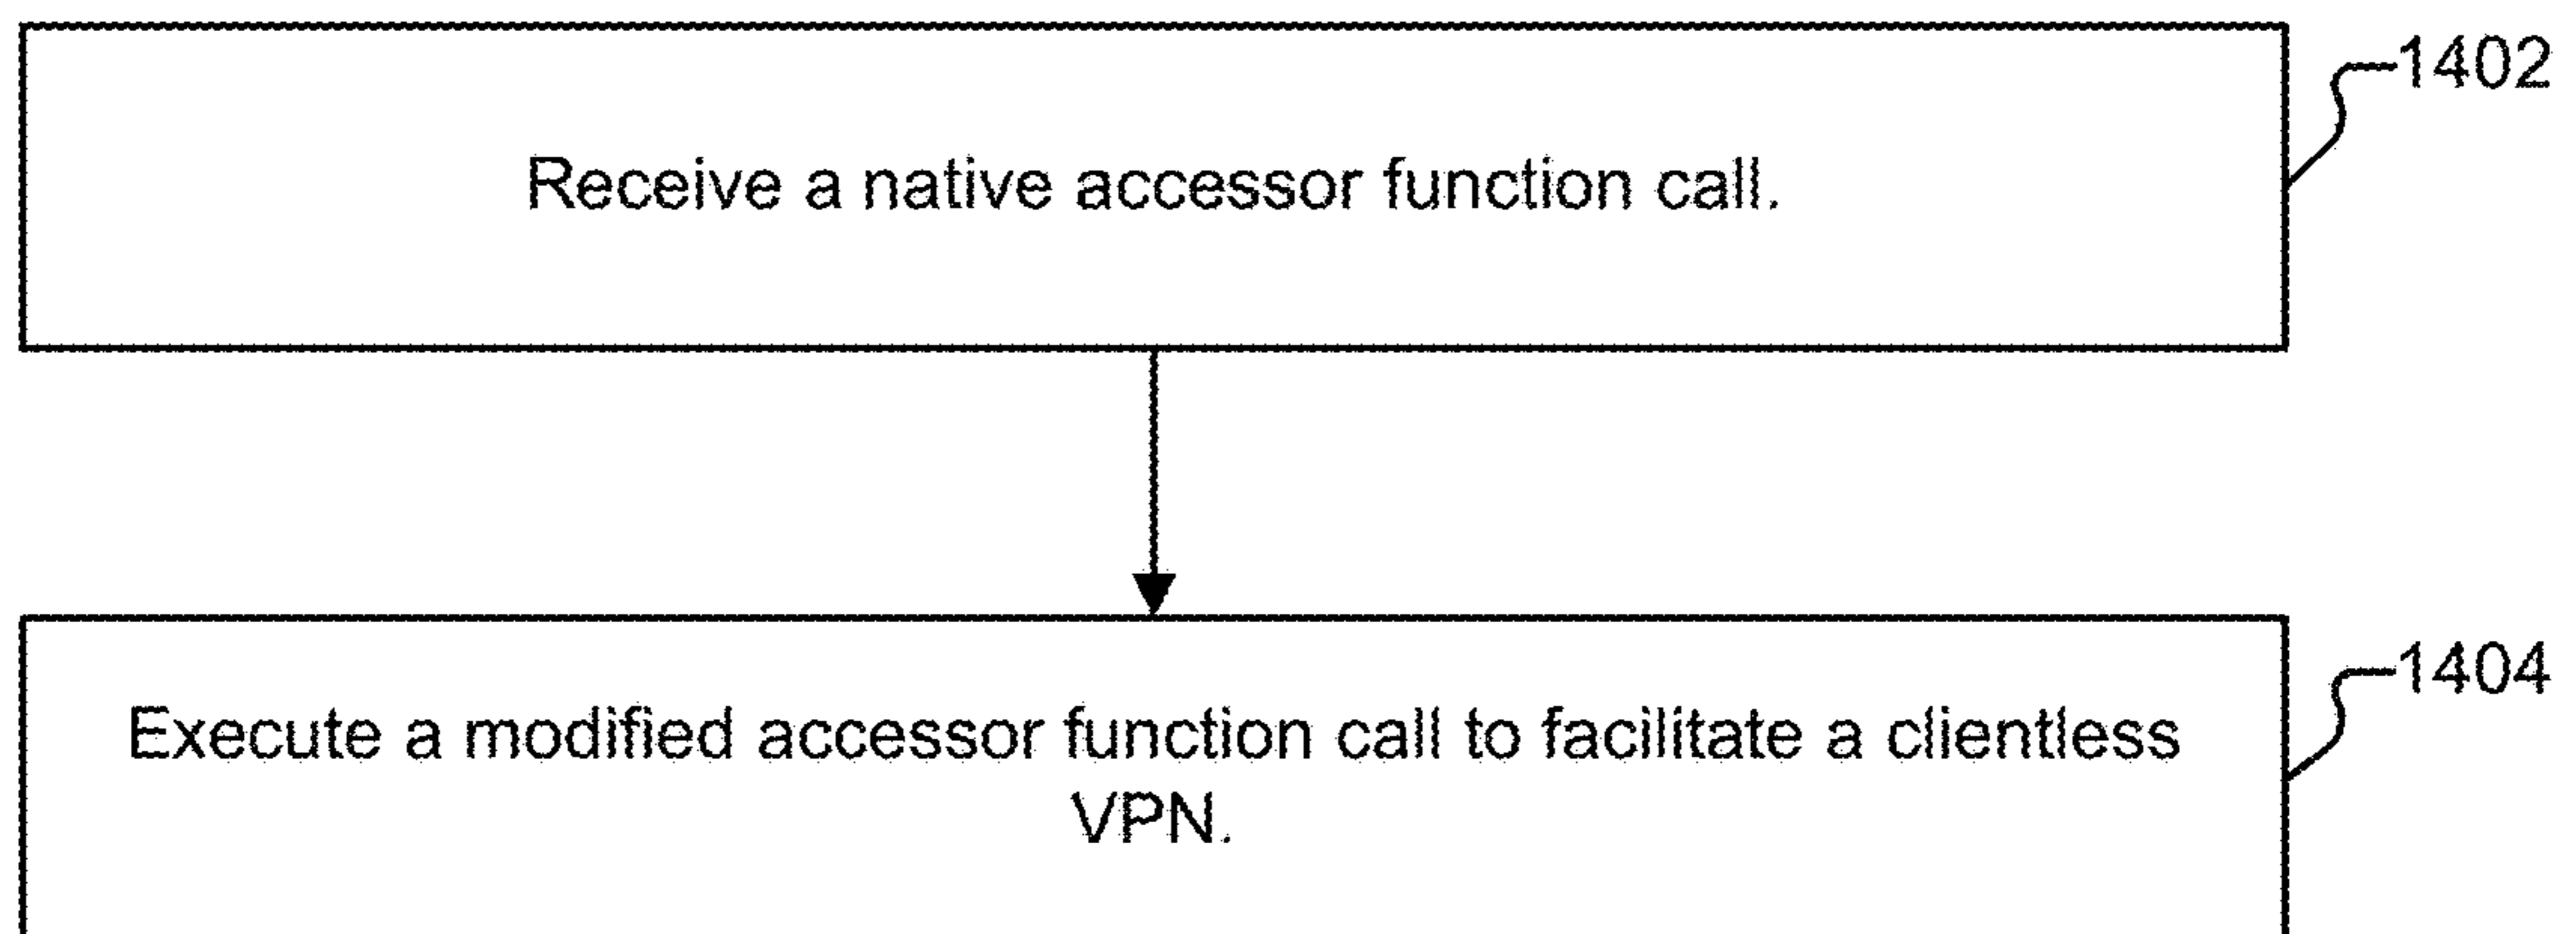 1402
Receive a native accessor function call.
1404
Execute a modified accessor function call to facilitate a clientless
VPN.